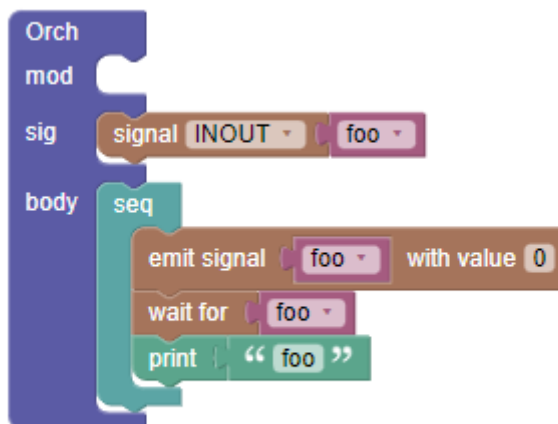 Orch
mod
sig signal INOUT foo
body seq
emit signal foo with value 0
wait for foo
print “ foo ”